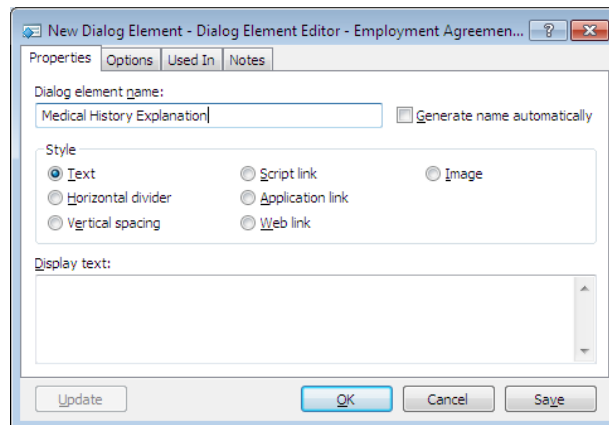 New Dialog Element - Dialog Element Editor - Employment Agreemen... ?
Properties Options Used In Notes
Dialog element name:
Medical History Explanation Generate name automatically
Style
Text Script link Image
Horizontal divider Application link
Vertical spacing Web link
Display text:
Update OK Cancel Save